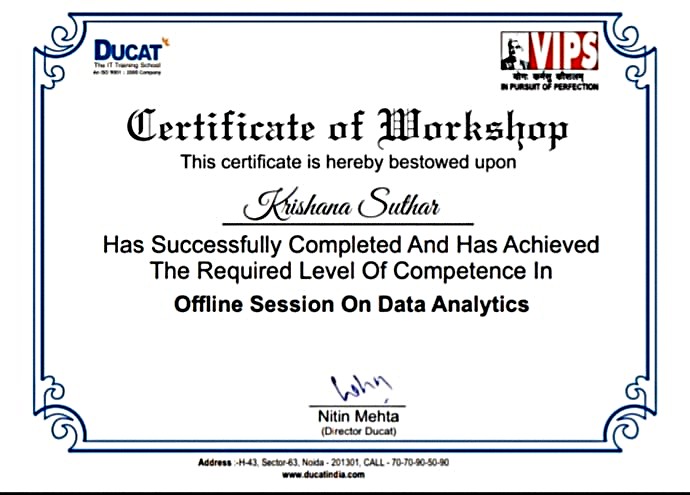 DUCAT
The IT Training School
An ISO 9001 : 2000 Company
VIPS
योगः कर्मसु कौशलम्
IN PURSUIT OF PERFECTION
Certificate of Workshop
This certificate is hereby bestowed upon
Krishana Suthar
Has Successfully Completed And Has Achieved
The Required Level Of Competence In
Offline Session On Data Analytics
Nitin Mehta
(Director Ducat)
Address :-H-43, Sector-63, Noida - 201301, CALL - 70-70-90-50-90
www.ducatindia.com